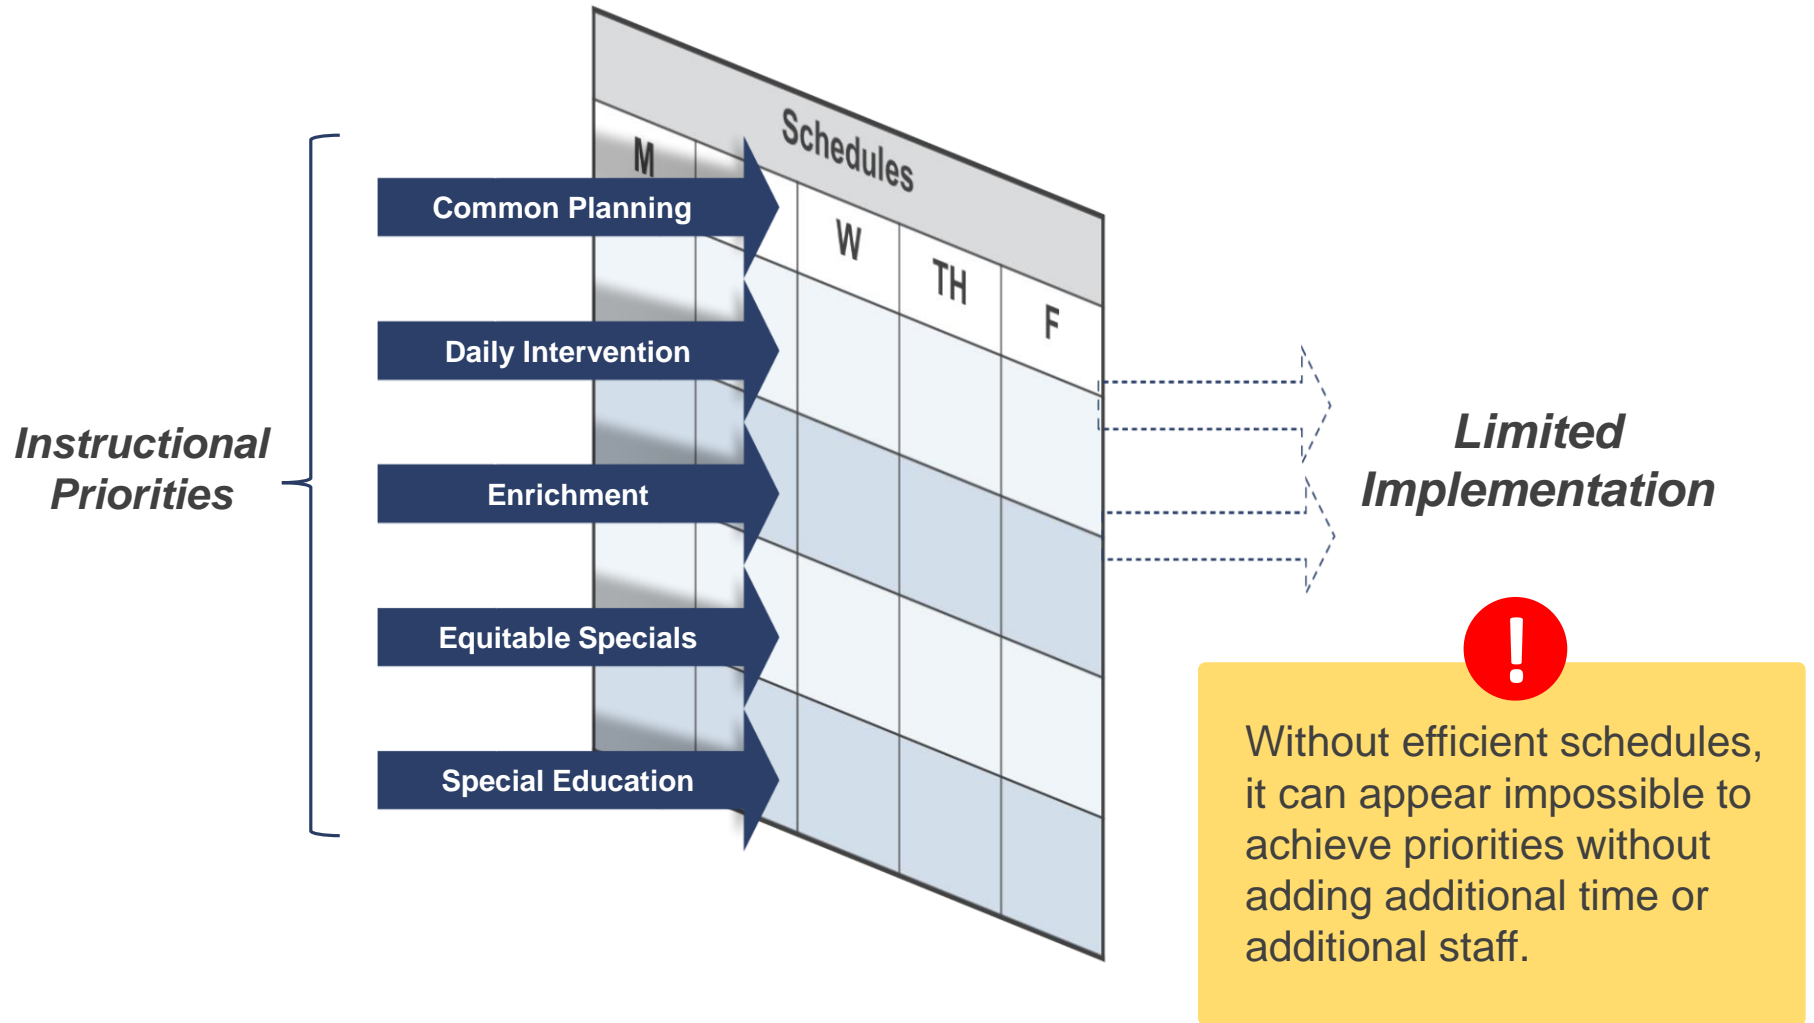 Schedules
M
W
TH
F
Instructional
Priorities
Common Planning
Daily Intervention
Enrichment
Equitable Specials
Special Education
Limited
Implementation
!
Without efficient schedules,
it can appear impossible to
achieve priorities without
adding additional time or
additional staff.